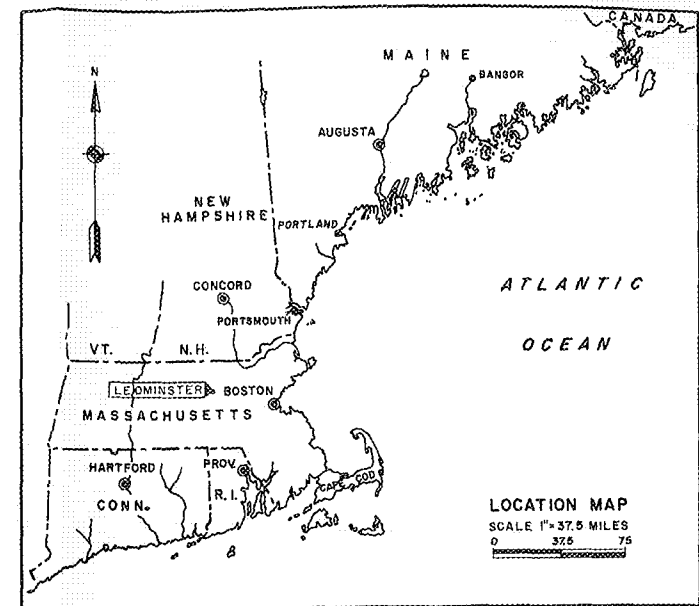 CANADA
MAINE
BANGOR
N
AUGUSTA
NEW
HAMPSHIRE
PORTLAND
CONCORD
ATLANTIC
PORTSMOUTH
OCEAN
VT.
N.H.
LEOMINSTER
BOSTON
MASSACHUSETTS
HARTFORD
PROV.
CAPE COD
R.I.
CONN.
LOCATION MAP
SCALE 1"=37.5 MILES
0 37.5 75